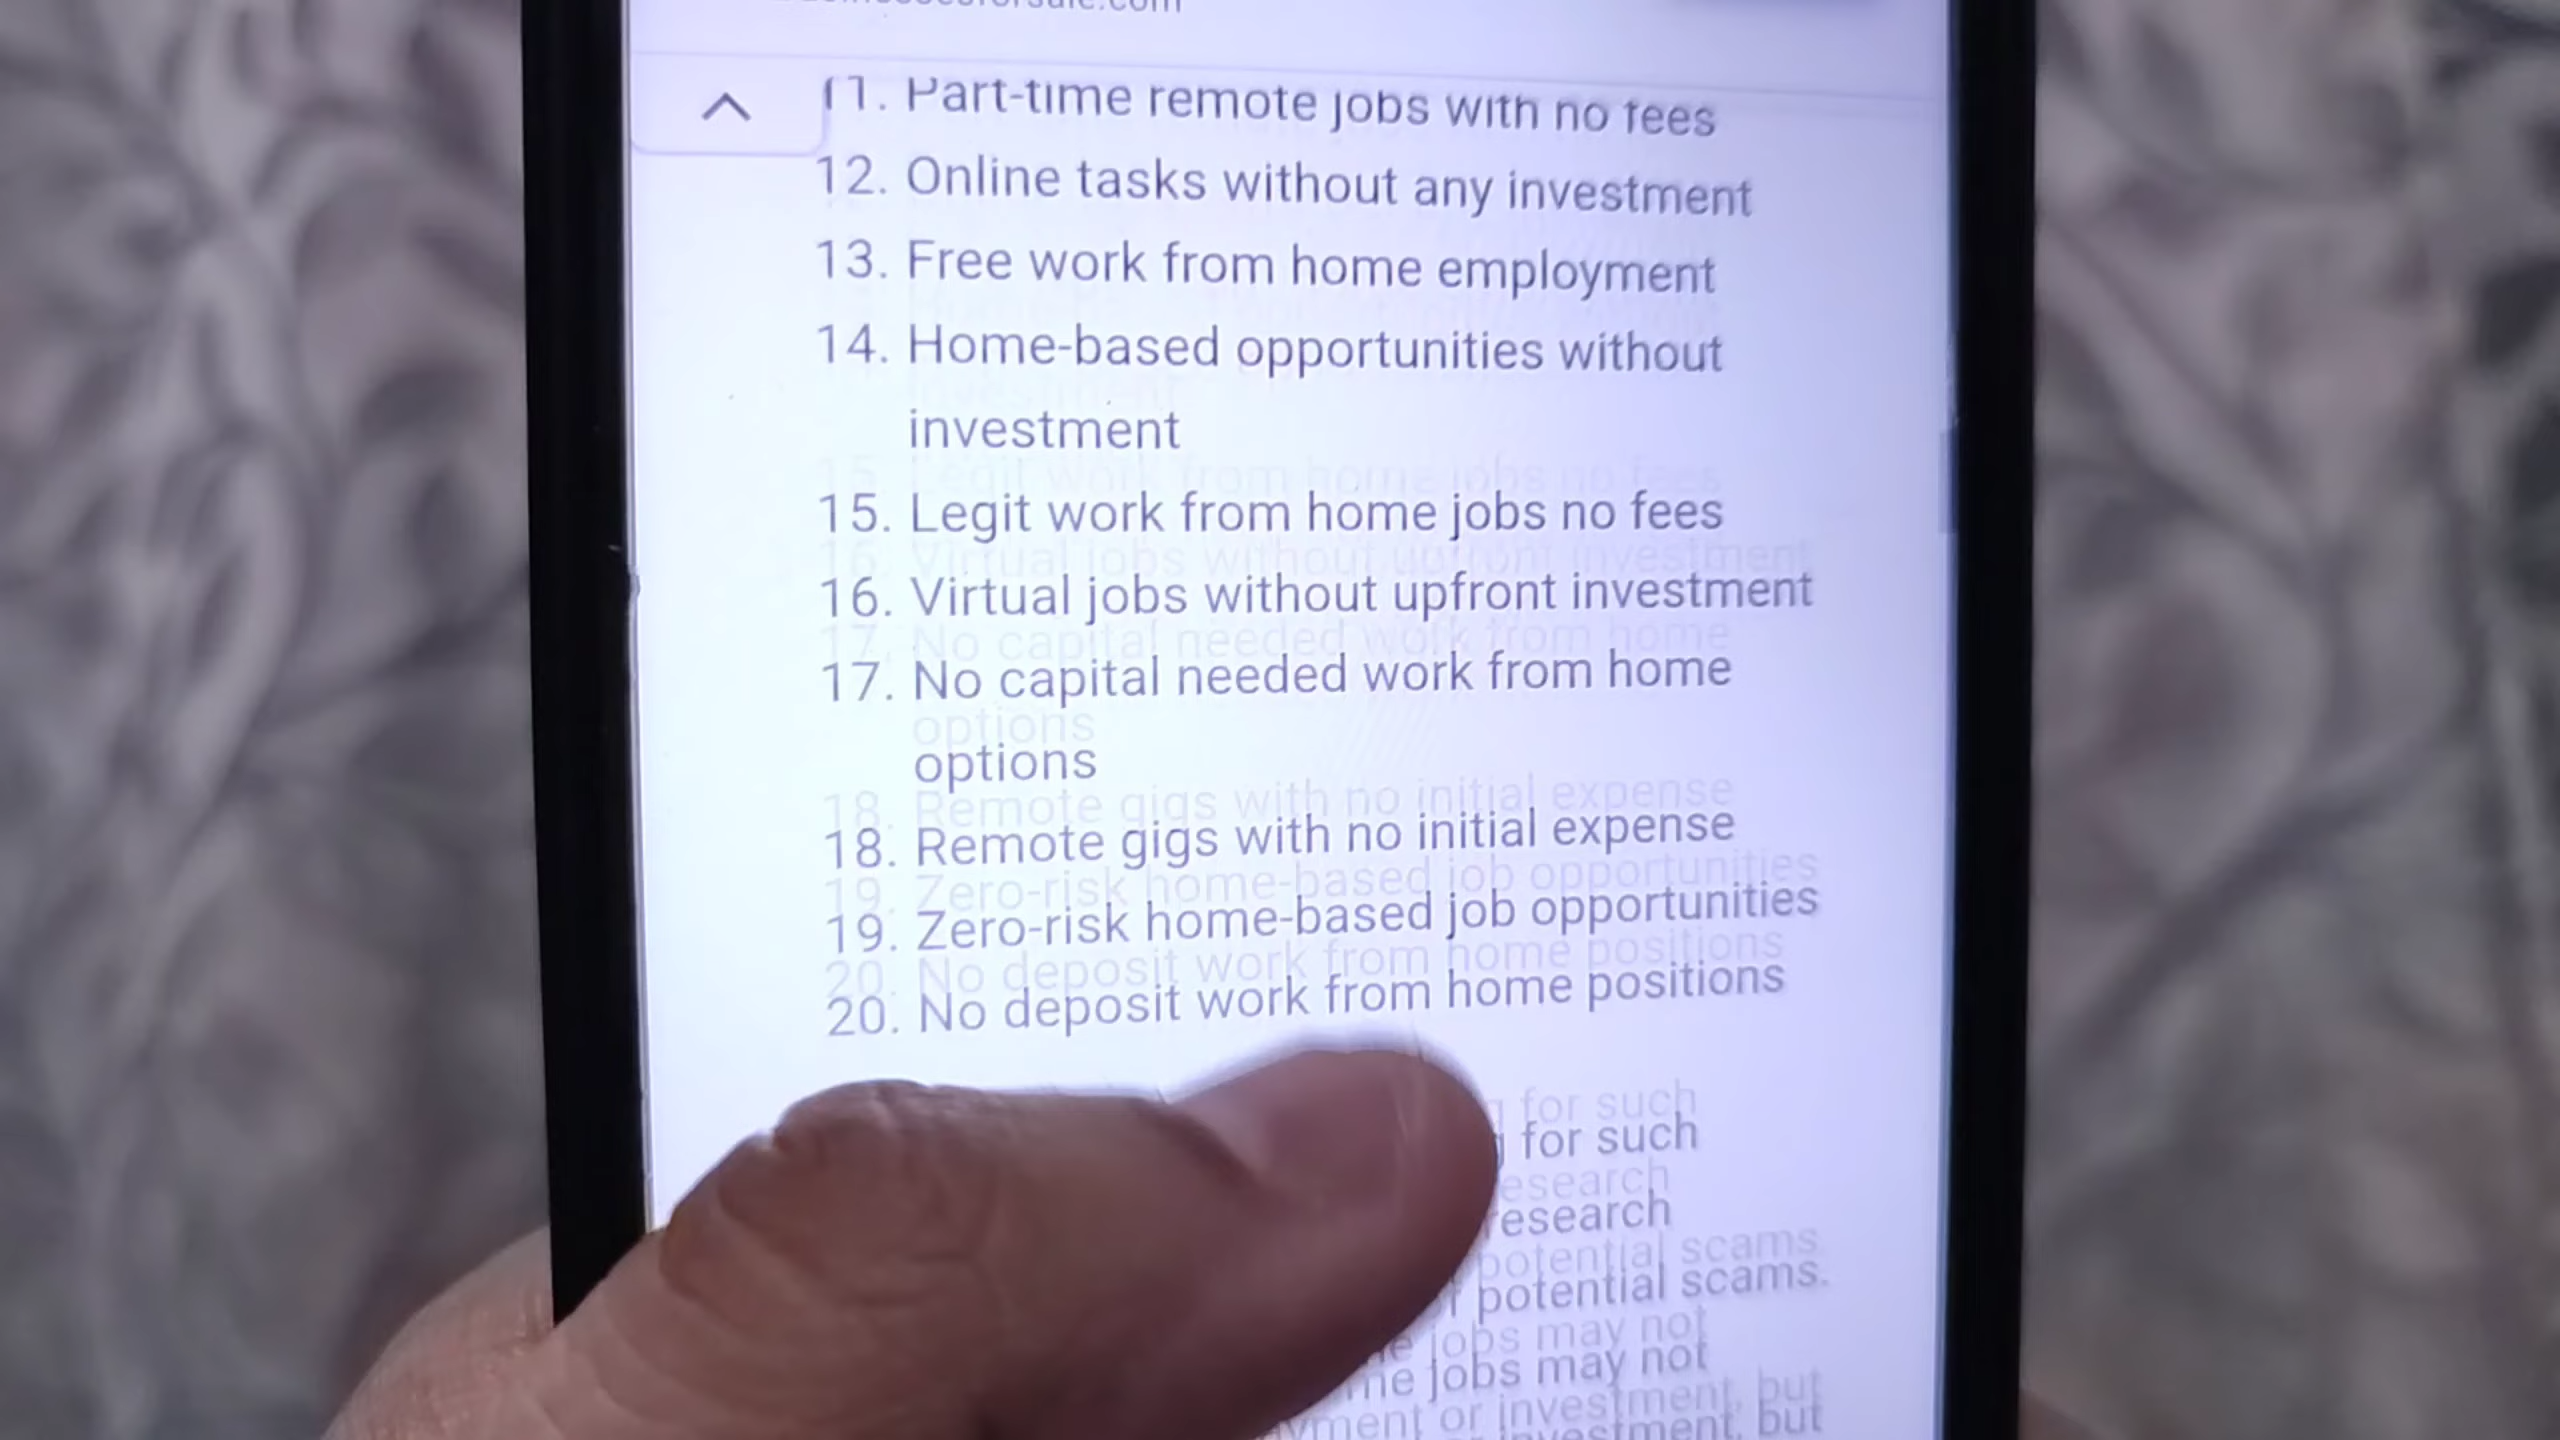 11. Part-time remote jobs with no fees
12. Online tasks without any investment
13. Free work from home employment
14. Home-based opportunities without
investment
15. Legit work from home jobs no fees
16. Virtual jobs without upfront investment
17. No capital needed work from home
options
18. Remote gigs with no initial expense
19. Zero-risk home-based job opportunities
20. No deposit work from home positions
for such
research
potential scams.
jobs may not
or investment, but